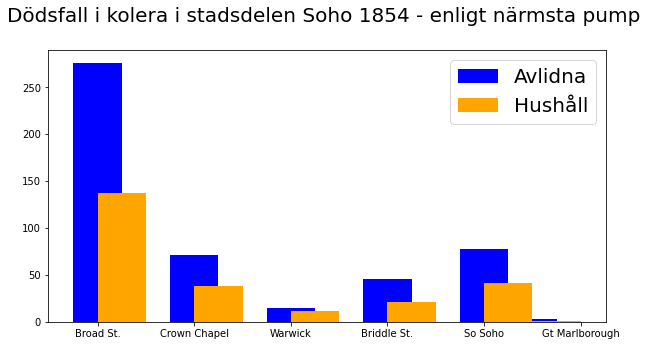 Dödsfall i kolera i stadsdelen Soho 1854 - enligt närmsta pump
Avlidna
Hushåll
250
200
150
100
50
0
Broad St. Crown Chapel Warwick Briddle St. So Soho Gt Marlborough